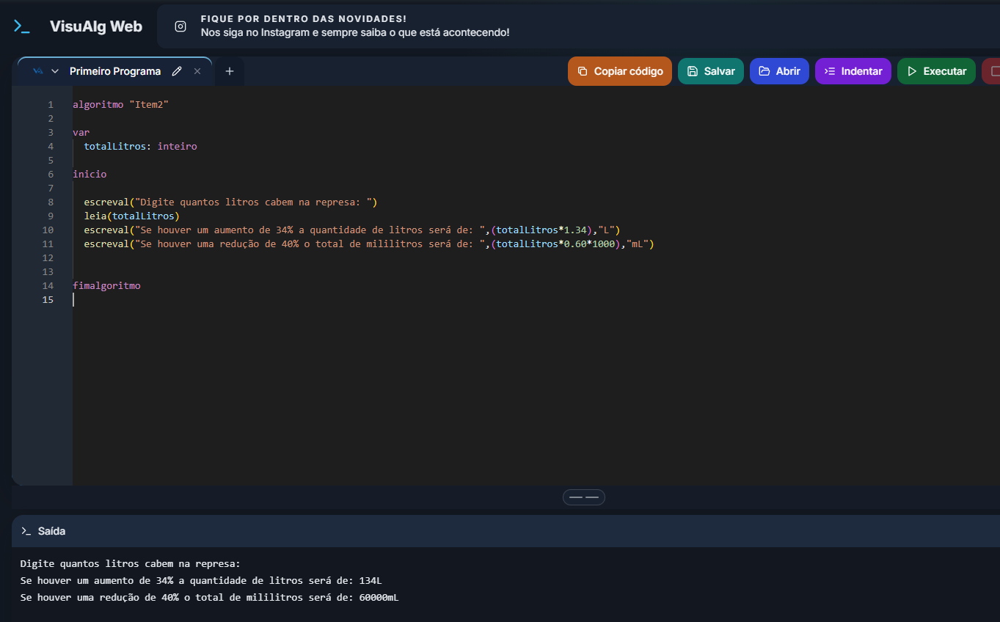 VisuAlg Web
FIQUE POR DENTRO DAS NOVIDADES!
Nos siga no Instagram e sempre saiba o que está acontecendo!
Primeiro Programa
Copiar código
Salvar
Abrir
Indentar
Executar
1 algoritmo "Item2"
2
3 var
4 totalLitros: inteiro
5
6 inicio
7
8 escreval("Digite quantos litros cabem na represa: ")
9 leia(totalLitros)
10 escreval("Se houver um aumento de 34% a quantidade de litros será de: ",(totalLitros*1.34),"L")
11 escreval("Se houver uma redução de 40% o total de mililitros será de: ",(totalLitros*0.60*1000),"mL")
12
13
14 fimalgoritmo
15
Saída
Digite quantos litros cabem na represa:
Se houver um aumento de 34% a quantidade de litros será de: 134L
Se houver uma redução de 40% o total de mililitros será de: 60000mL